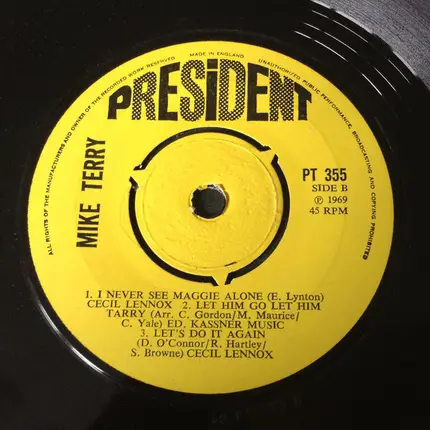 ALL RIGHTS OF THE MANUFACTURERS AND OWNER OF THE RECORDED WORK RESERVED MADE IN ENGLAND UNAUTHORIZED PUBLIC PERFORMANCE, BROADCASTING AND COPYING PROHIBITED
PRESiDENT
MIKE TERRY
PT 355
SIDE B
Ⓟ 1969
45 RPM
1. I NEVER SEE MAGGIE ALONE (E. Lynton)
CECIL LENNOX 2. LET HIM GO LET HIM
TARRY (Arr. C. Gordon/M. Maurice/
C. Yale) ED. KASSNER MUSIC
3. LET'S DO IT AGAIN
(D. O'Connor/R. Hartley/
S. Browne) CECIL LENNOX